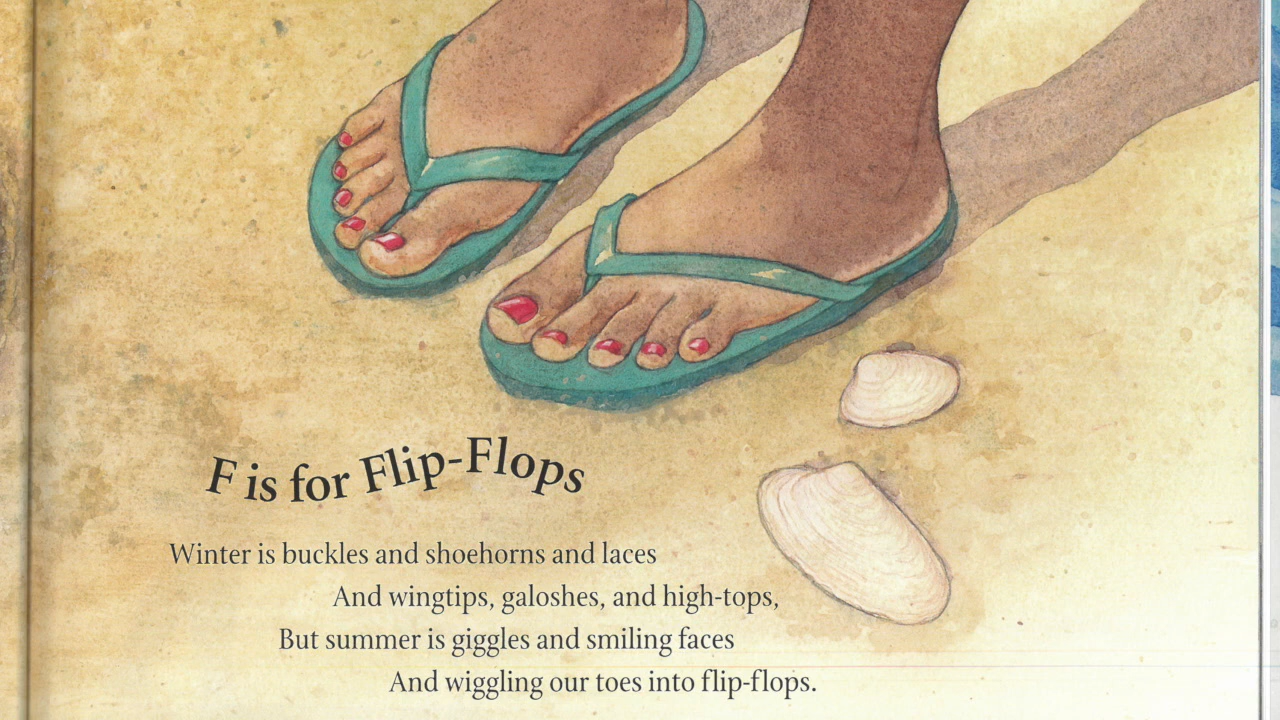 F is for Flip-Flops
Winter is buckles and shoehorns and laces
And wingtips, galoshes, and high-tops,
But summer is giggles and smiling faces
And wiggling our toes into flip-flops.